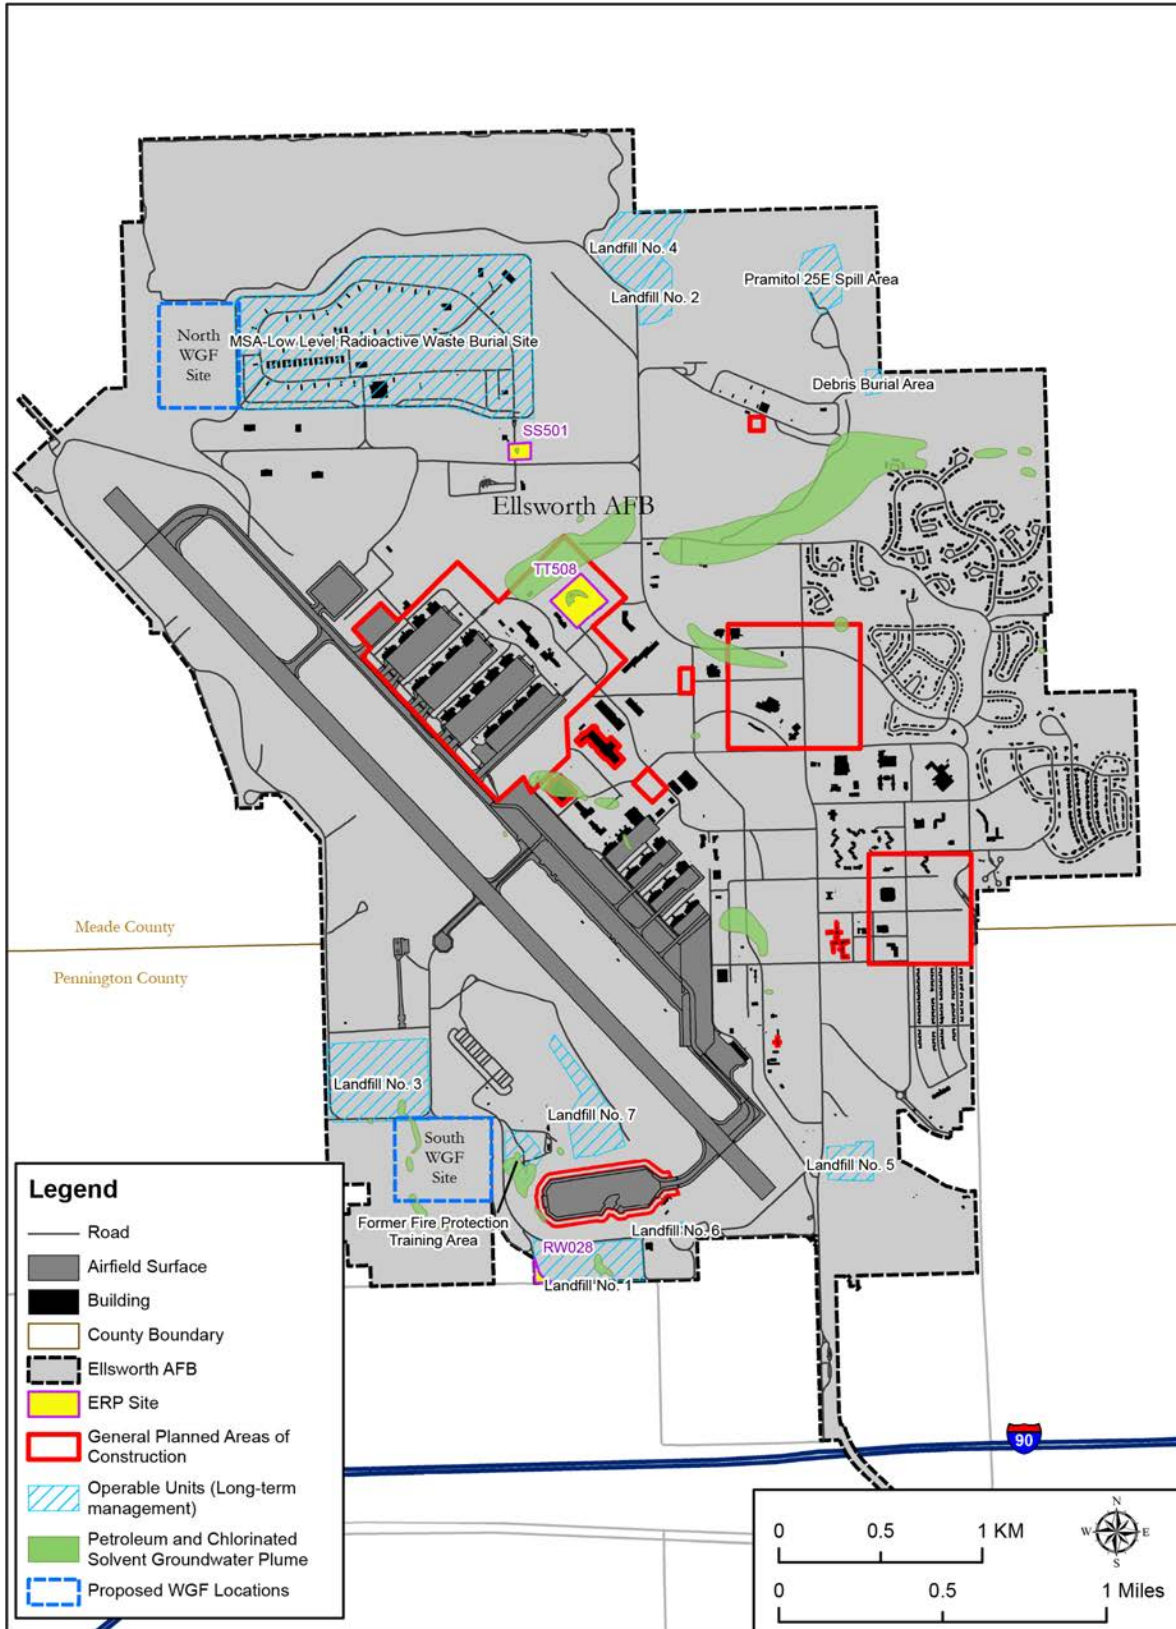 Landfill No. 4
Pramitol 25E Spill Area
Landfill No. 2
North
WGF
Site
MSA-Low Level Radioactive Waste Burial Site
Debris Burial Area
SS501
Ellsworth AFB
TT508
Meade County
Pennington County
Landfill No. 3
Landfill No. 7
South
WGF
Site
Landfill No. 5
Former Fire Protection
Training Area
Landfill No. 6
RW028
Landfill No. 1
Legend
Road
Airfield Surface
Building
County Boundary
Ellsworth AFB
ERP Site
General Planned Areas of
Construction
Operable Units (Long-term
management)
Petroleum and Chlorinated
Solvent Groundwater Plume
Proposed WGF Locations
90
N
W E
S
0 0.5 1 KM
0 0.5 1 Miles